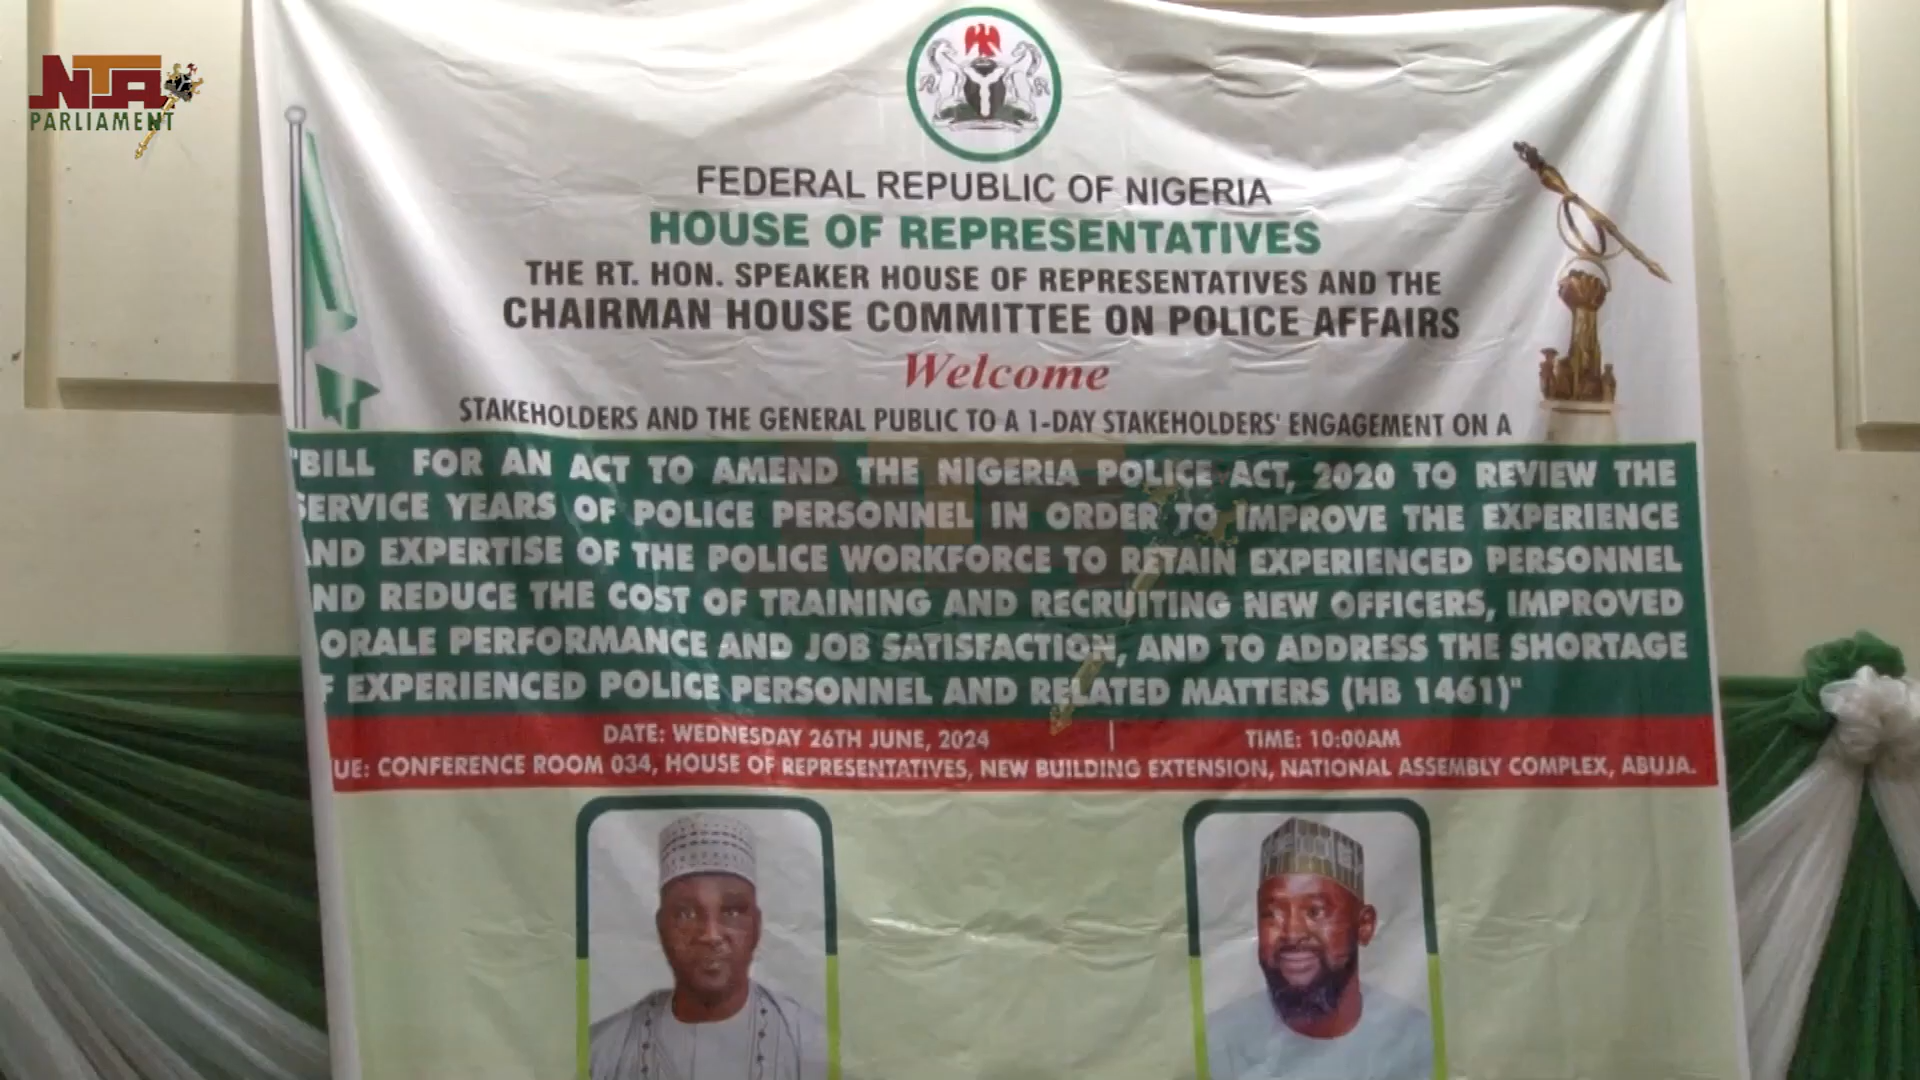 NTA
PARLIAMENT
FEDERAL REPUBLIC OF NIGERIA
HOUSE OF REPRESENTATIVES
THE RT. HON. SPEAKER HOUSE OF REPRESENTATIVES AND THE
CHAIRMAN HOUSE COMMITTEE ON POLICE AFFAIRS
Welcome
STAKEHOLDERS AND THE GENERAL PUBLIC TO A 1-DAY STAKEHOLDERS' ENGAGEMENT ON A
"BILL FOR AN ACT TO AMEND THE NIGERIA POLICE ACT, 2020 TO REVIEW THE
SERVICE YEARS OF POLICE PERSONNEL IN ORDER TO IMPROVE THE EXPERIENCE
AND EXPERTISE OF THE POLICE WORKFORCE TO RETAIN EXPERIENCED PERSONNEL
ND REDUCE THE COST OF TRAINING AND RECRUITING NEW OFFICERS, IMPROVED
ORALE PERFORMANCE AND JOB SATISFACTION, AND TO ADDRESS THE SHORTAGE
F EXPERIENCED POLICE PERSONNEL AND RELATED MATTERS (HB 1461)"
DATE: WEDNESDAY 26TH JUNE, 2024 | TIME: 10:00AM
UE: CONFERENCE ROOM 034, HOUSE OF REPRESENTATIVES, NEW BUILDING EXTENSION, NATIONAL ASSEMBLY COMPLEX, ABUJA.